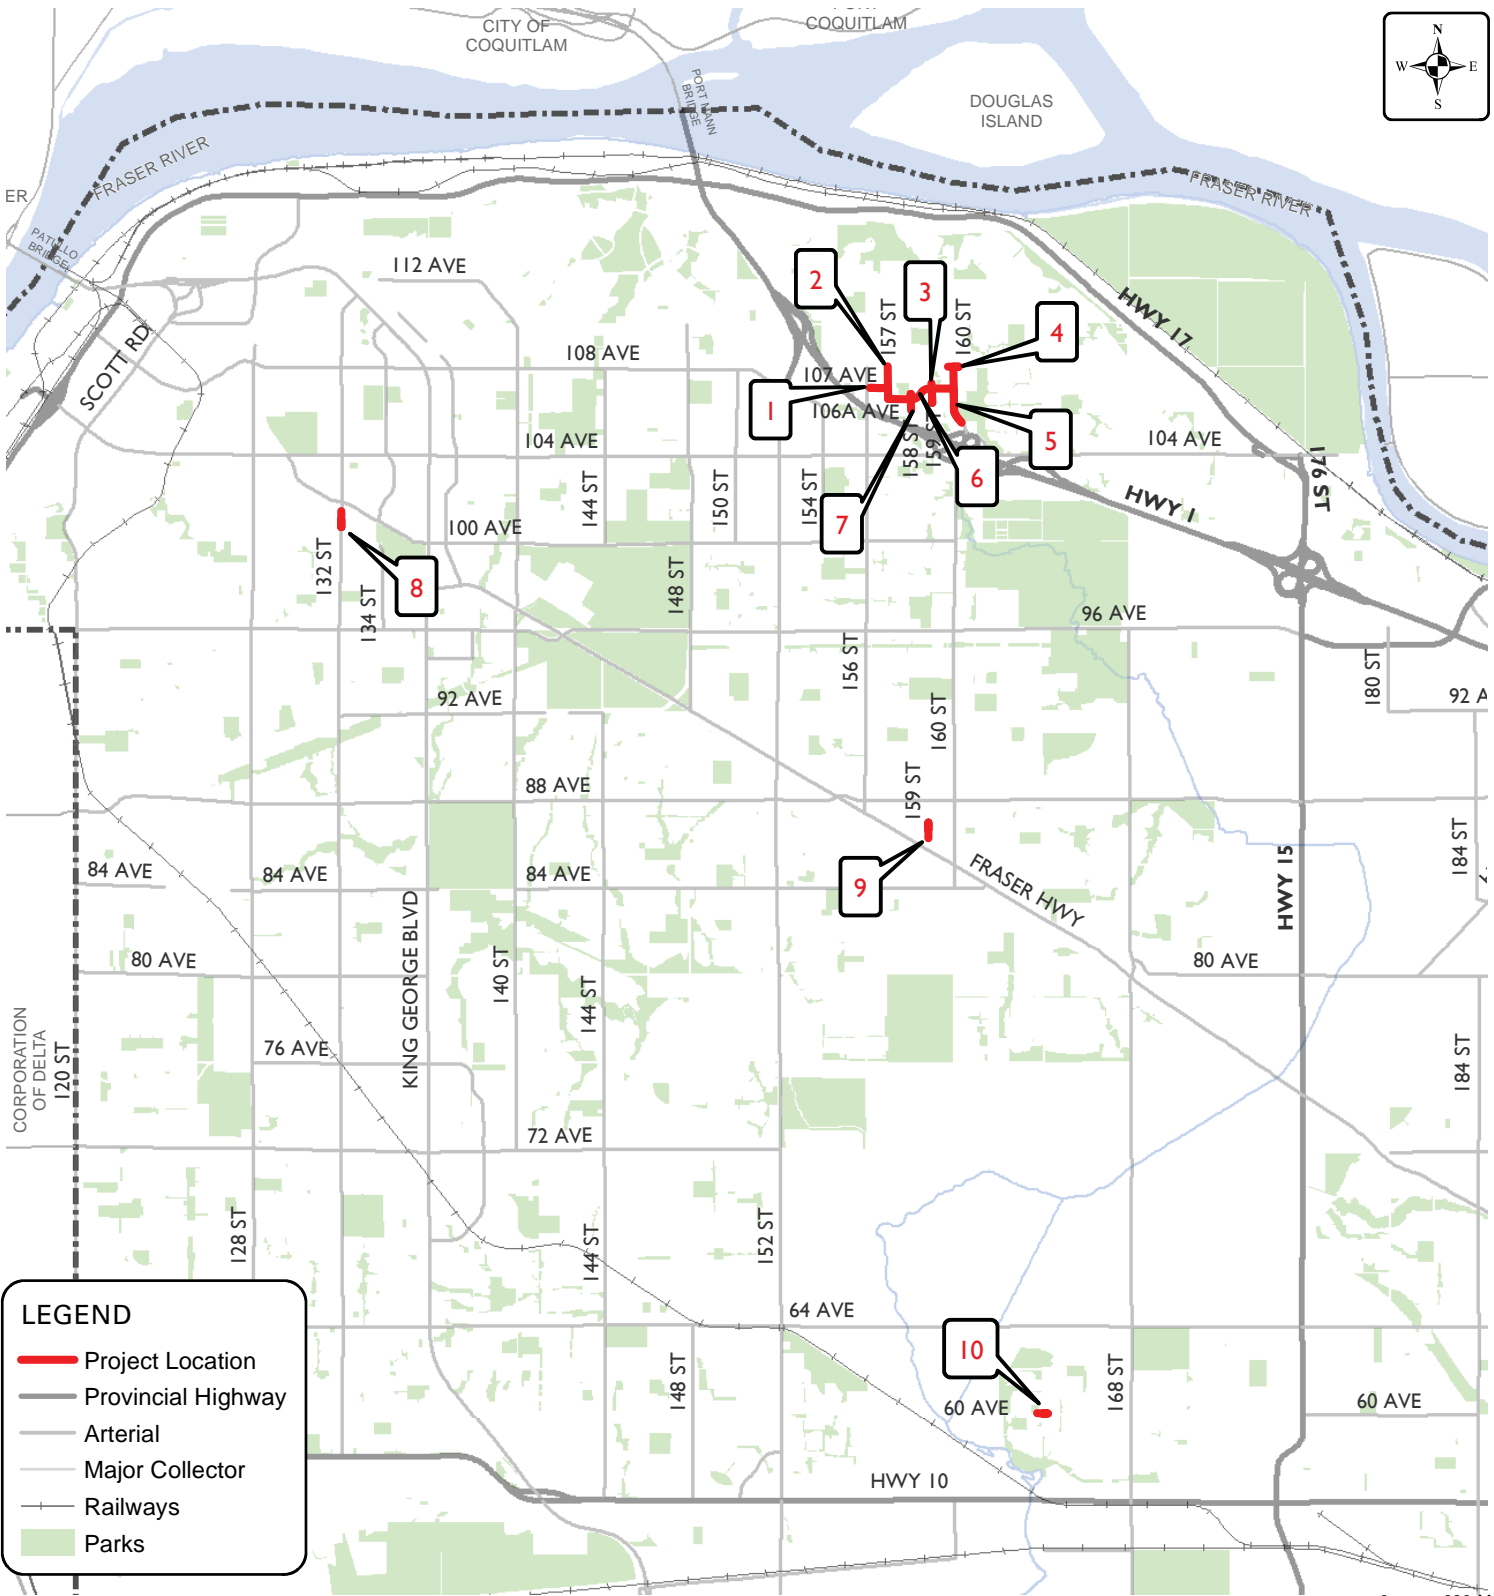 CITY OF
COQUITLAM
COQUITLAM
N
W E
S
PORT MANN
BRIDGE
DOUGLAS
ISLAND
FRASER RIVER
FRASER RIVER
ER
PATULLO
BRIDGE
112 AVE
2
3
157 ST
160 ST
4
HWY 17
SCOTT RD
108 AVE
107 AVE
1
106A AVE
5
104 AVE
104 AVE
158 ST
159 ST
6
176 ST
144 ST
150 ST
154 ST
7
HWY 1
100 AVE
132 ST
8
134 ST
148 ST
96 AVE
156 ST
180 ST
92 AVE
92 A
160 ST
88 AVE
159 ST
184 ST
84 AVE
84 AVE
84 AVE
9
FRASER HWY
HWY 15
KING GEORGE BLVD
80 AVE
140 ST
144 ST
80 AVE
CORPORATION
OF DELTA
120 ST
76 AVE
184 ST
72 AVE
128 ST
144 ST
152 ST
64 AVE
10
148 ST
168 ST
60 AVE
60 AVE
HWY 10
LEGEND
Project Location
Provincial Highway
Arterial
Major Collector
Railways
Parks